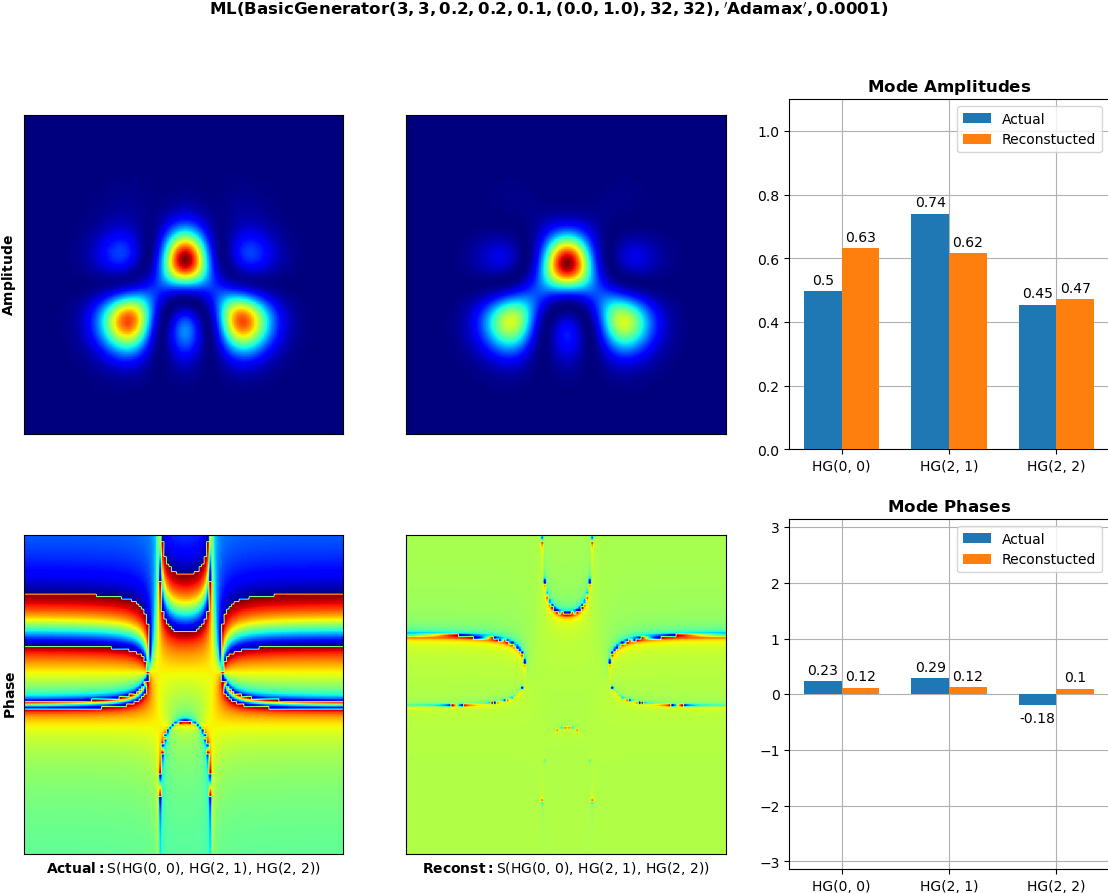 ML(BasicGenerator(3, 3, 0.2, 0.2, 0.1, (0.0, 1.0), 32, 32), ′Adamax′, 0.0001)
Amplitude
Mode Amplitudes
Actual
Reconstucted
1.0
0.8
0.6
0.4
0.2
0.0
0.5
0.63
0.74
0.62
0.45
0.47
HG(0, 0)
HG(2, 1)
HG(2, 2)
Phase
Actual: S(HG(0, 0), HG(2, 1), HG(2, 2))
Reconst: S(HG(0, 0), HG(2, 1), HG(2, 2))
Mode Phases
Actual
Reconstucted
3
2
1
0
−1
−2
−3
0.23
0.12
0.29
0.12
-0.18
0.1
HG(0, 0)
HG(2, 1)
HG(2, 2)